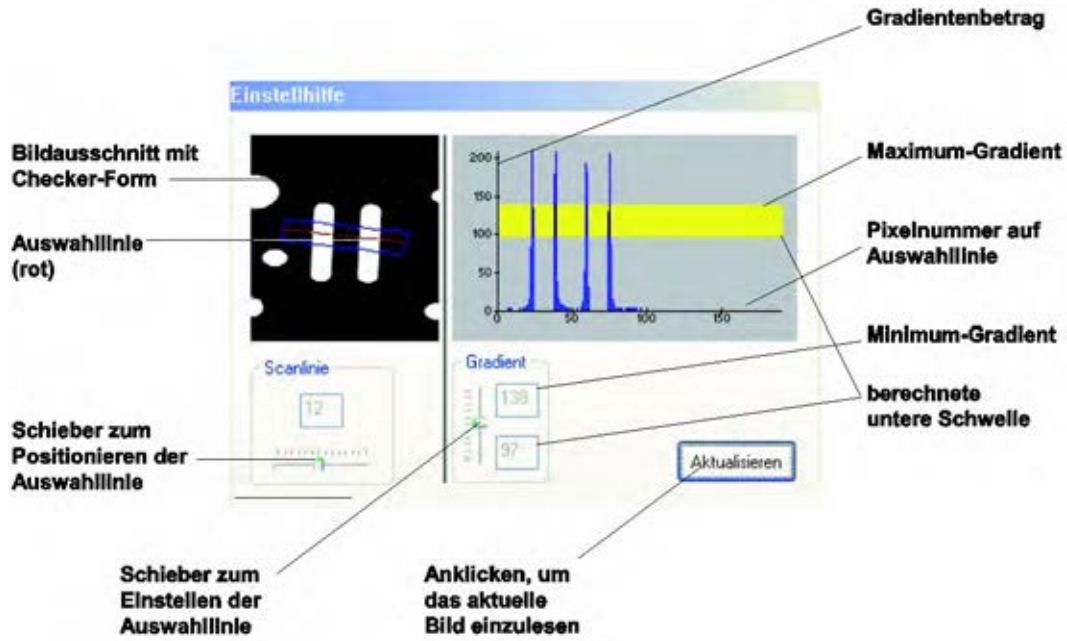 Gradientenbetrag
Einstellhilfe
Bildausschnitt mit
Checker-Form
Auswahllinie
(rot)
200
150
100
50
0
0
50
100
150
Maximum-Gradient
Pixelnummer auf
Auswahllinie
Minimum-Gradient
berechnete
untere Schwelle
Scanlinie
12
Gradient
138
97
Aktualisieren
Schieber zum
Positionieren der
Auswahllinie
Schieber zum
Einstellen der
Auswahllinie
Anklicken, um
das aktuelle
Bild einzulesen